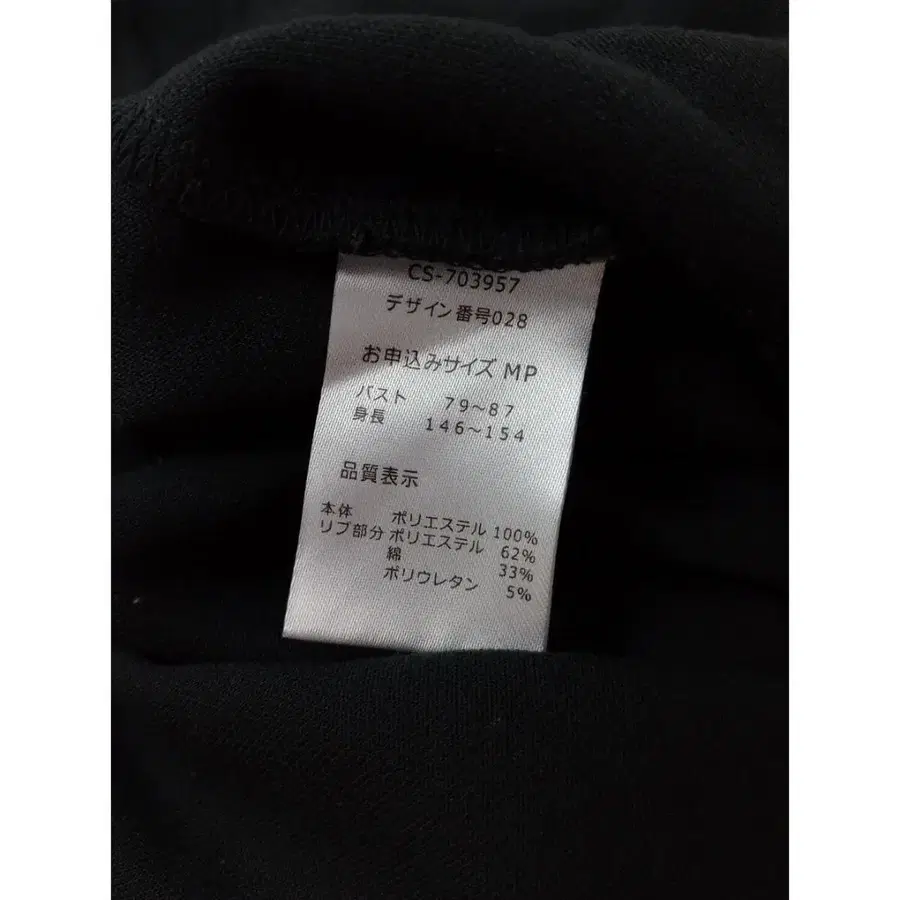 CS-703957
デザイン番号028
お申込みサイズ MP
バスト 79～87
身長 146～154
品質表示
本体 ポリエステル 100%
リブ部分 ポリエステル 62%
綿 33%
ポリウレタン 5%